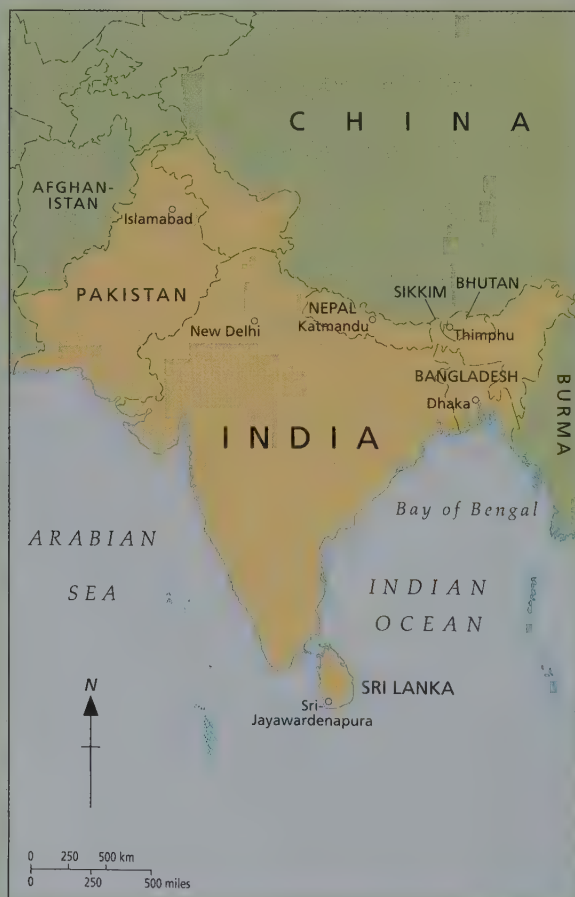 C H I N A
AFGHAN-
ISTAN
Islamabad
PAKISTAN
New Delhi
NEPAL
Katmandu
SIKKIM
BHUTAN
Thimphu
BANGLADESH
Dhaka
BURMA
I N D I A
Bay of Bengal
ARABIAN
SEA
INDIAN
OCEAN
SRI LANKA
Sri-
Jayawardenapura
N
0 250 500 km
0 250 500 miles